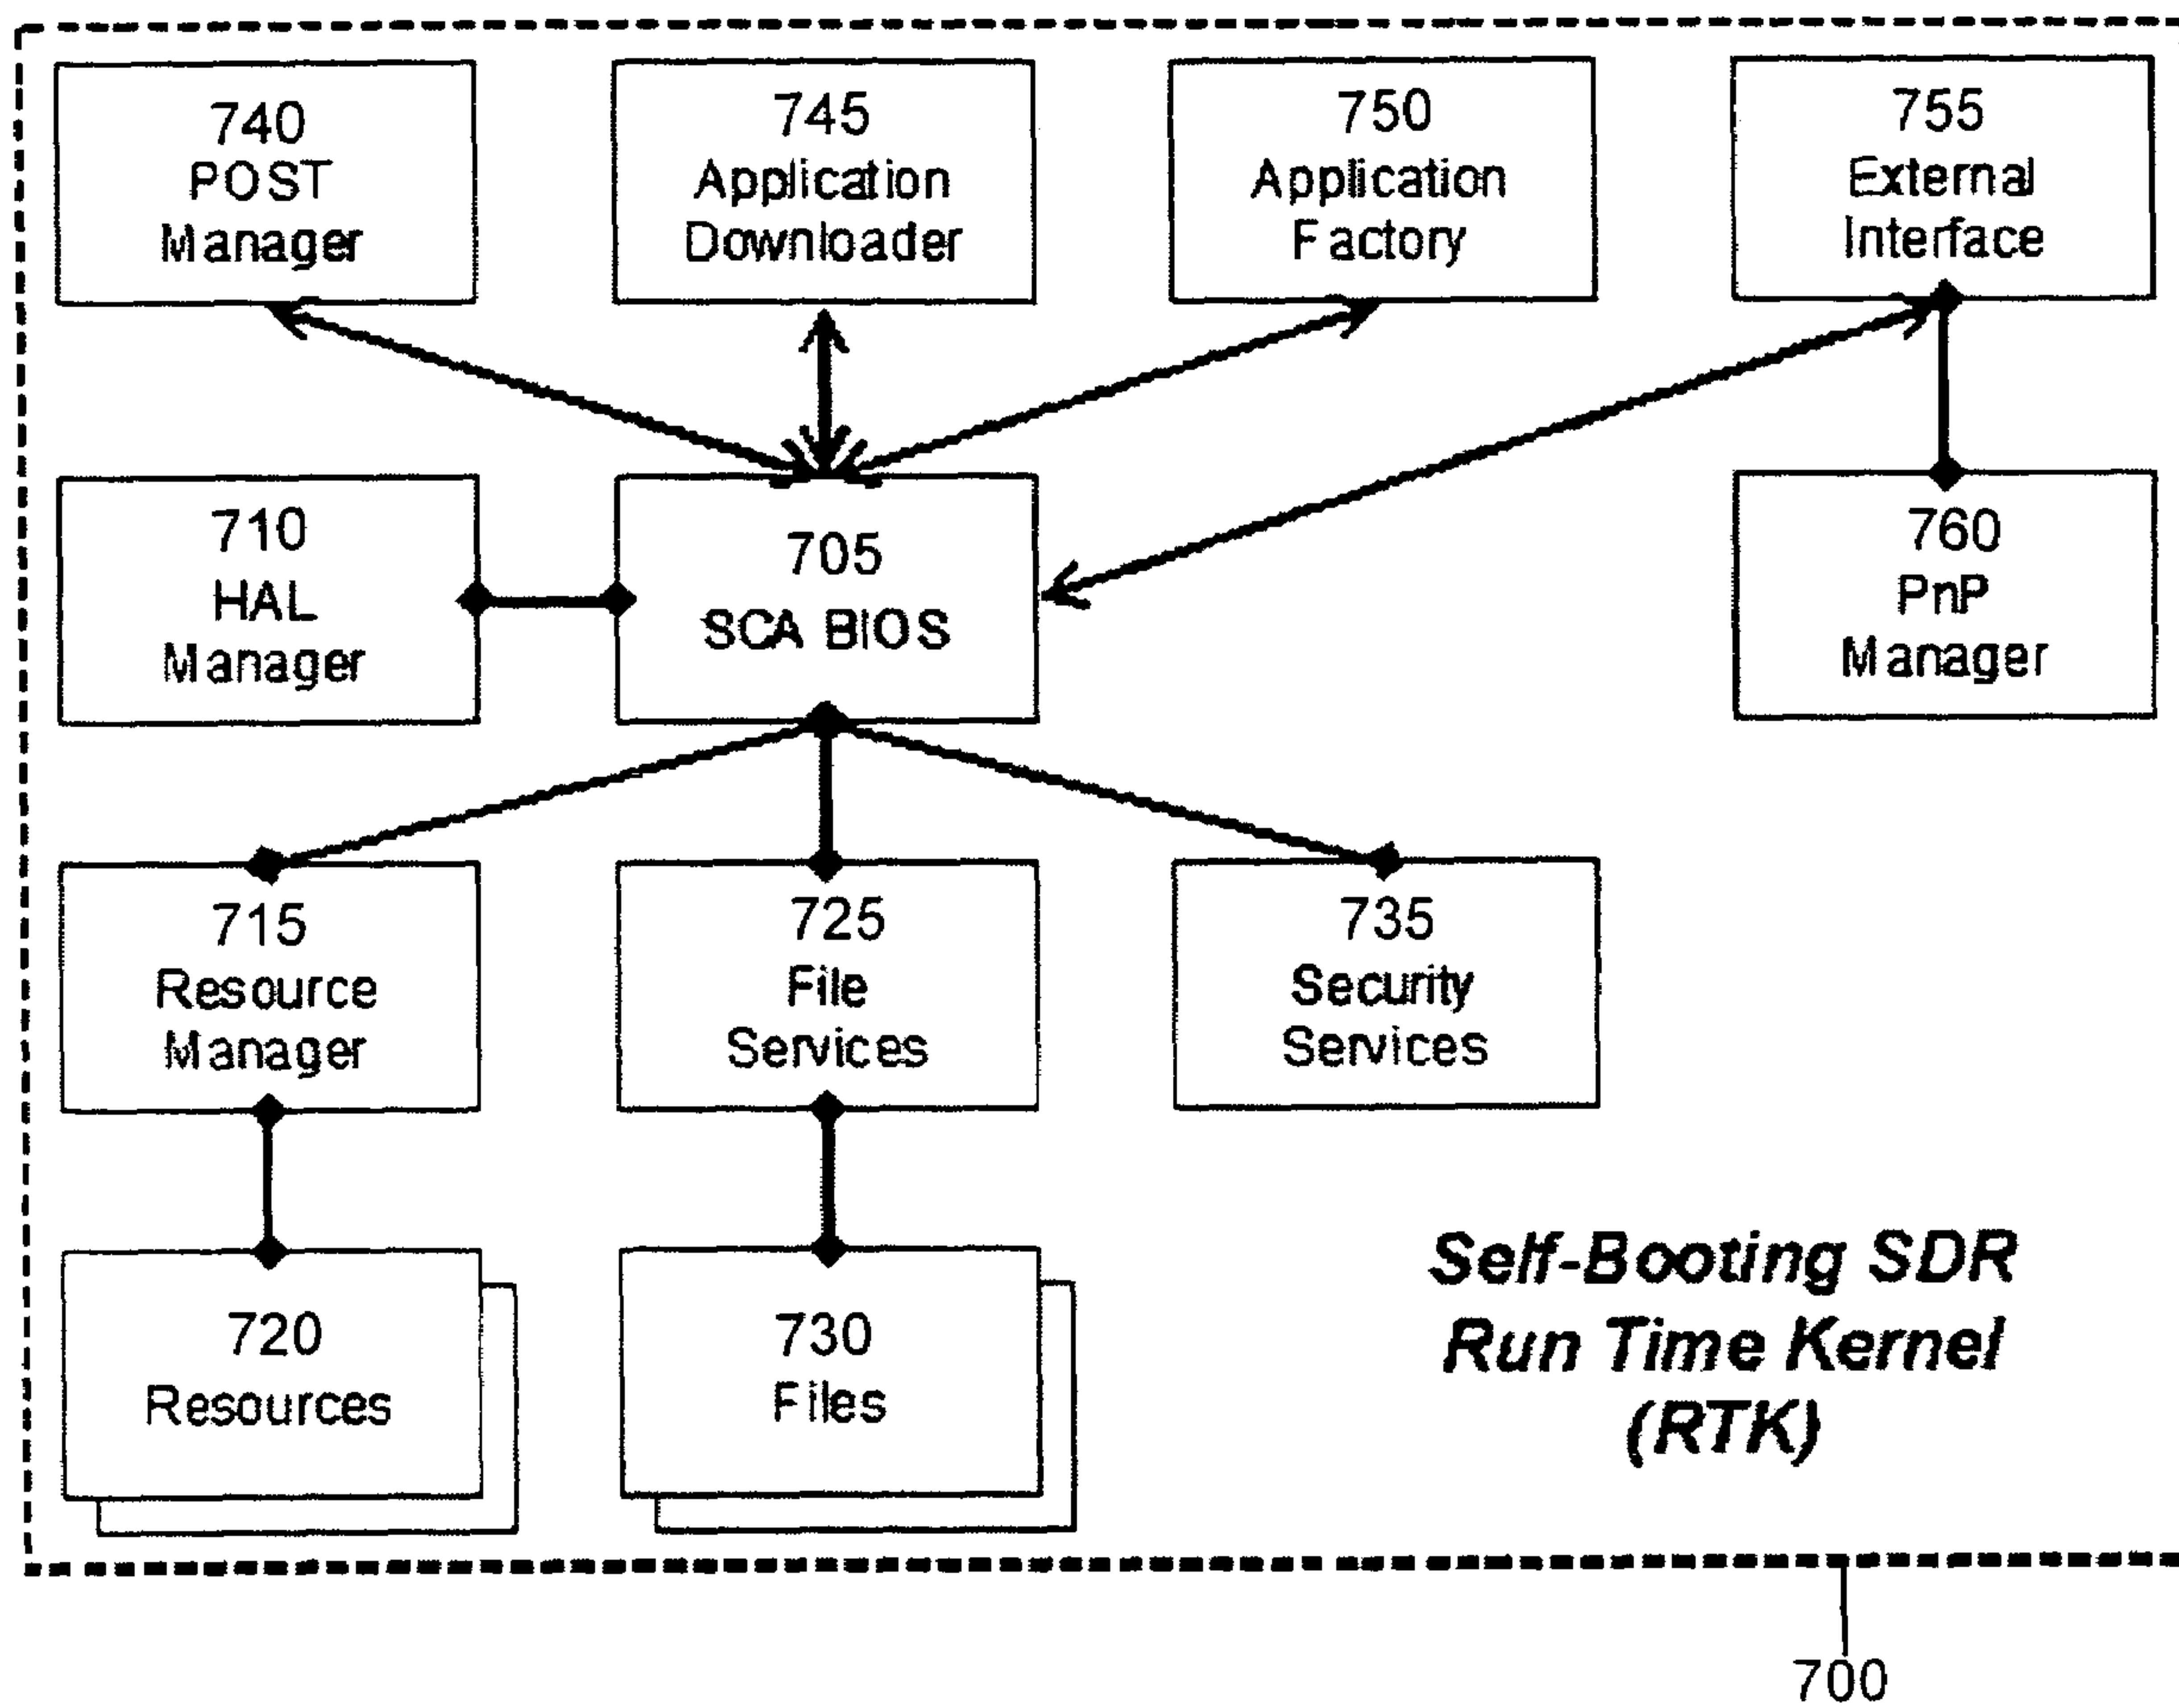 740
POST
Manager
745
Application
Downloader
750
Application
Factory
755
External
Interface
710
HAL
Manager
705
SCA BIOS
760
PnP
Manager
715
Resource
Manager
725
File
Services
735
Security
Services
720
Resources
730
Files
Self-Booting SDR
Run Time Kernel
(RTK)
700